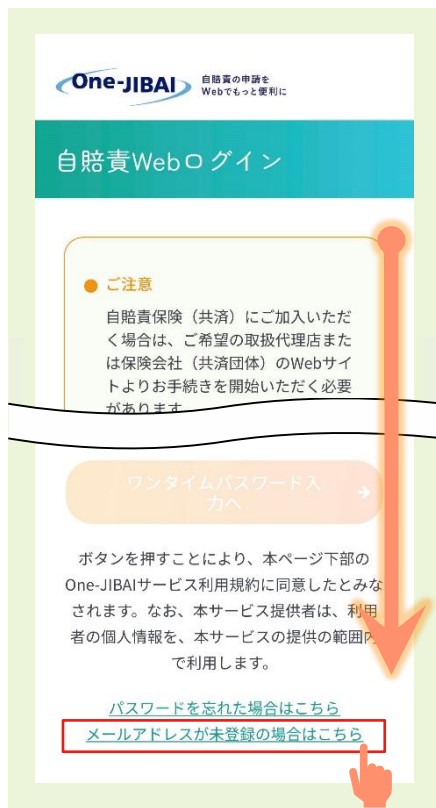 One-JIBAI
自賠責の申請を
Webでもっと便利に
自賠責Webログイン
ご注意
自賠責保険（共済）にご加入いただ
く場合は、ご希望の取扱代理店また
は保険会社（共済団体）のWebサイ
トよりお手続きを開始いただく必要
があります。
ワンタイムパスワード入
力へ
ボタンを押すことにより、本ページ下部の
One-JIBAIサービス利用規約に同意したとみな
されます。なお、本サービス提供者は、利用
者の個人情報を、本サービスの提供の範囲内
で利用します。
パスワードを忘れた場合はこちら
メールアドレスが未登録の場合はこちら